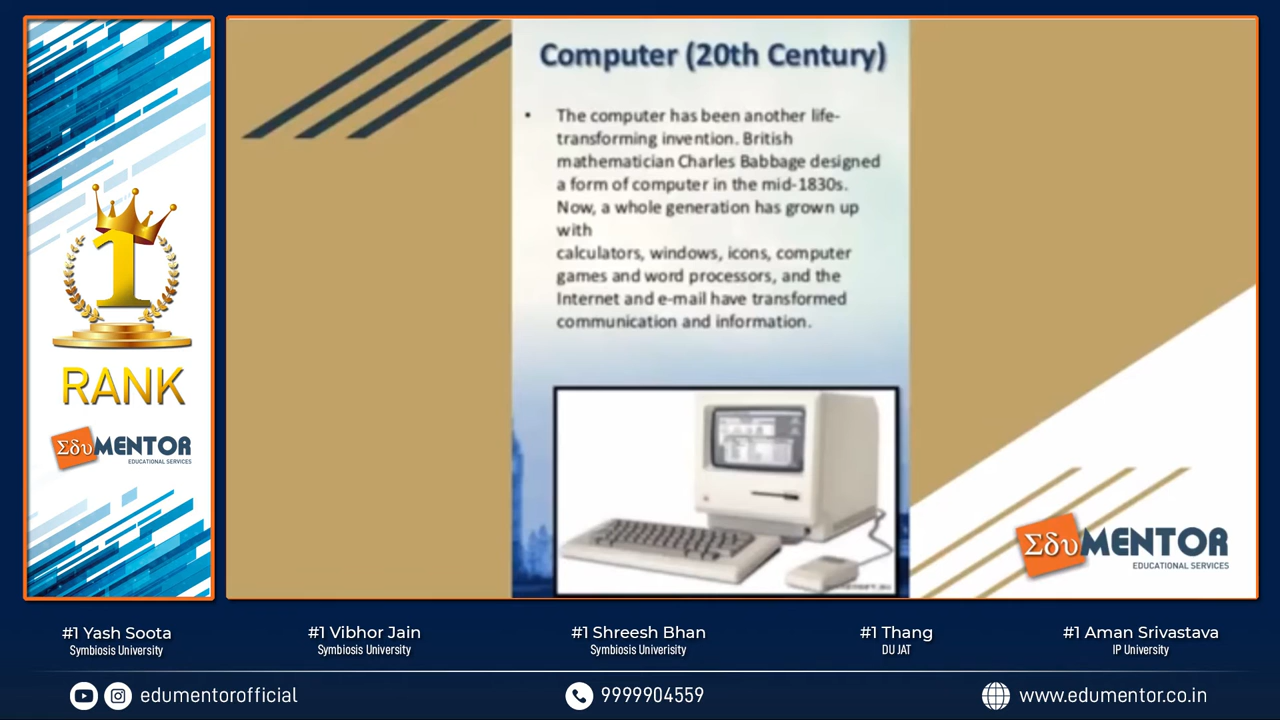 Computer (20th Century)
• The computer has been another life-
transforming invention. British
mathematician Charles Babbage designed
a form of computer in the mid-1830s.
Now, a whole generation has grown up
with
calculators, windows, icons, computer
games and word processors, and the
Internet and e-mail have transformed
communication and information.
1
RANK
ΣδυMENTOR
EDUCATIONAL SERVICES
ΣδυMENTOR
EDUCATIONAL SERVICES
#1 Yash Soota
Symbiosis University
#1 Vibhor Jain
Symbiosis University
#1 Shreesh Bhan
Symbiosis Univerisity
#1 Thang
DU JAT
#1 Aman Srivastava
IP University
edumentorofficial
9999904559
www.edumentor.co.in